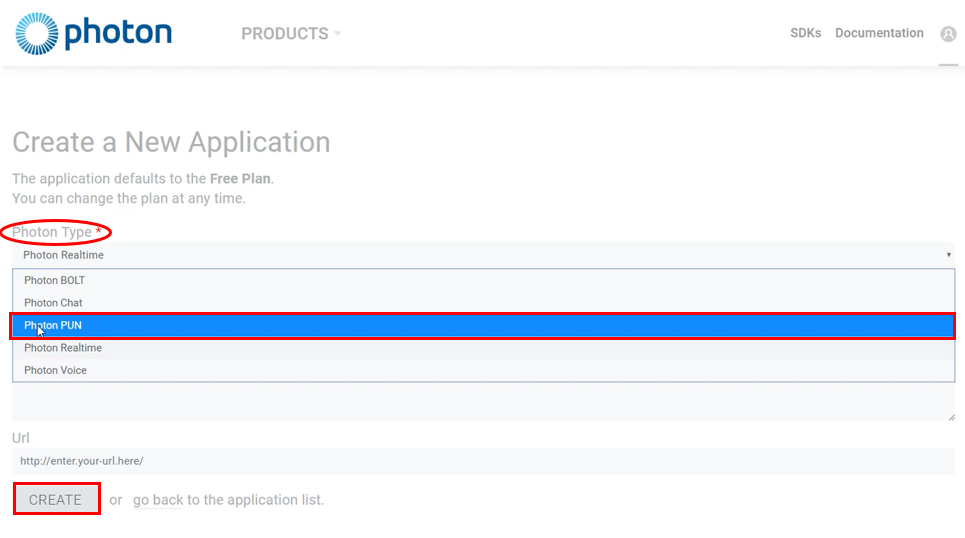 photon
PRODUCTS
SDKs Documentation
Create a New Application
The application defaults to the Free Plan.
You can change the plan at any time.
Photon Type *
Photon Realtime
Photon BOLT
Photon Chat
Photon PUN
Photon Realtime
Photon Voice
Url
http://enter.your-url.here/
CREATE or go back to the application list.